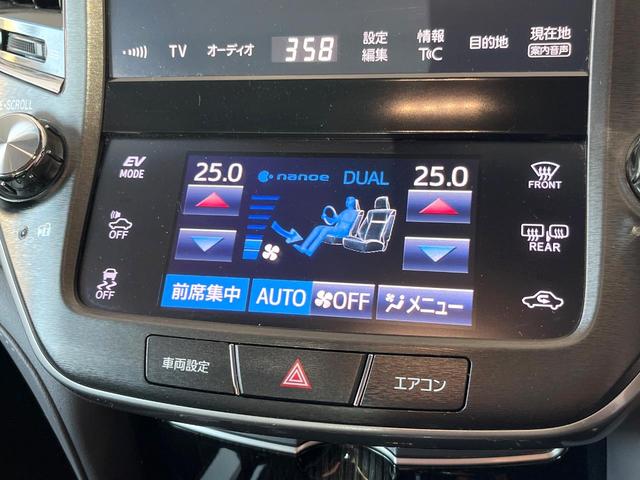 TV オーディオ 358 設定編集 情報T℃ 目的地 現在地
案内音声
E-SCROLL
EV MODE
25.0 nanoe DUAL 25.0
FRONT
OFF
REAR
OFF
前席集中 AUTO OFF メニュー
車両設定 エアコン